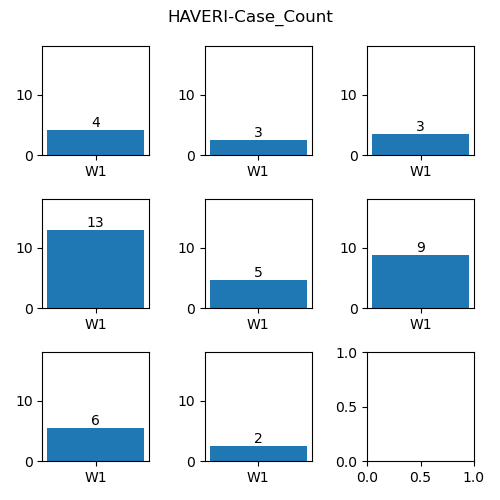 HAVERI-Case_Count
10 4 10 3 10 3
0 0 0
W1 W1 W1
10 13 10 5 10 9
0 0 0
W1 W1 W1
1.0
10 6 10 2 0.5
0 0 0.0
W1 W1 0.0 0.5 1.0